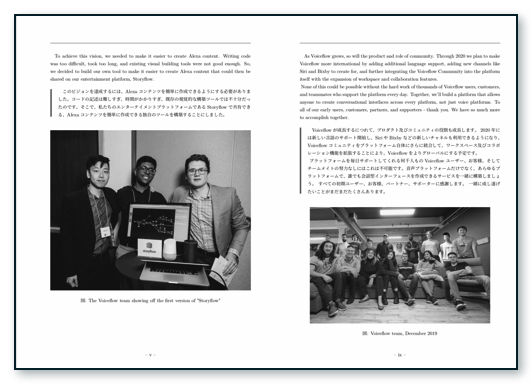 To achieve this vision, we needed to make it easier to create Alexa content. Writing code
was too difficult, took too long, and existing visual building tools were not good enough. So,
we decided to build our own tool to make it easier to create Alexa content that could then be
shared on our entertainment platform, Storyflow.
このビジョンを達成するには、Alexa コンテンツを簡単に作成できるようにする必要がありま
した。コードの記述は難しすぎ、時間がかかりすぎ、既存の視覚的な構築ツールでは不十分だっ
たのです。そこで、私たちのエンターテイメントプラットフォームである Storyflow で共有でき
る、Alexa コンテンツを簡単に作成できる独自のツールを構築することにしました。
図. The Voiceflow team showing off the first version of "Storyflow"
- v -
As Voiceflow grows, so will the product and role of community. Through 2020 we plan to make
Voiceflow more international by adding additional language support, adding new channels like
Siri and Bixby to create for, and further integrating the Voiceflow Community into the platform
itself with the expansion of workspace and collaboration features.
None of this could be possible without the hard work of thousands of Voiceflow users, customers,
and teammates who support the platform every day. Together, we'll build a platform that allows
anyone to create conversational interfaces across every platform, not just voice platforms. To
all of our early users, customers, partners, and supporters - thank you. We have so much more
to accomplish together.
Voiceflow が成長するにつれて、プロダクト及びコミュニティの役割も成長します。2020 年に
は新しい言語のサポート開始し、Siri や Bixby などの新しいチャネルも利用できるようになり、
Voiceflow コミュニティをプラットフォーム自体にさらに統合して、ワークスペース及びコラボ
レーション機能を拡張することにより、Voiceflow をよりグローバルにする予定です。
プラットフォームを毎日サポートしてくれる何千人もの Voiceflow ユーザー、お客様、そして
チームメイトの努力なしにはこれは不可能です。音声プラットフォームだけでなく、あらゆるプ
ラットフォームで、誰でも会話型インターフェースを作成できるサービスを一緒に構築しましょ
う。すべての初期ユーザー、お客様、パートナー、サポーターに感謝します。一緒に成し遂げ
たいことがまだまだたくさんあります。
図. Voiceflow team, December 2019
- ix -